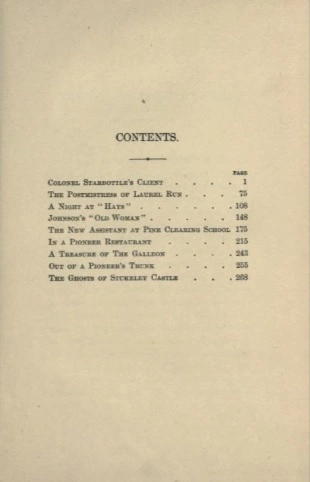 CONTENTS.
PAGE
COLONEL STARBOTTLE'S CLIENT . . . . 1
THE POSTMISTRESS OF LAUREL RUN . . . 75
A NIGHT AT "HAYS" . . . . . . 108
JOHNSON'S "OLD WOMAN" . . . . . 148
THE NEW ASSISTANT AT PINE CLEARING SCHOOL 175
IN A PIONEER RESTAURANT . . . . 215
A TREASURE OF THE GALLEON . . . . 243
OUT OF A PIONEER'S TRUNK . . . . 255
THE GHOSTS OF STUKELEY CASTLE . . . 268